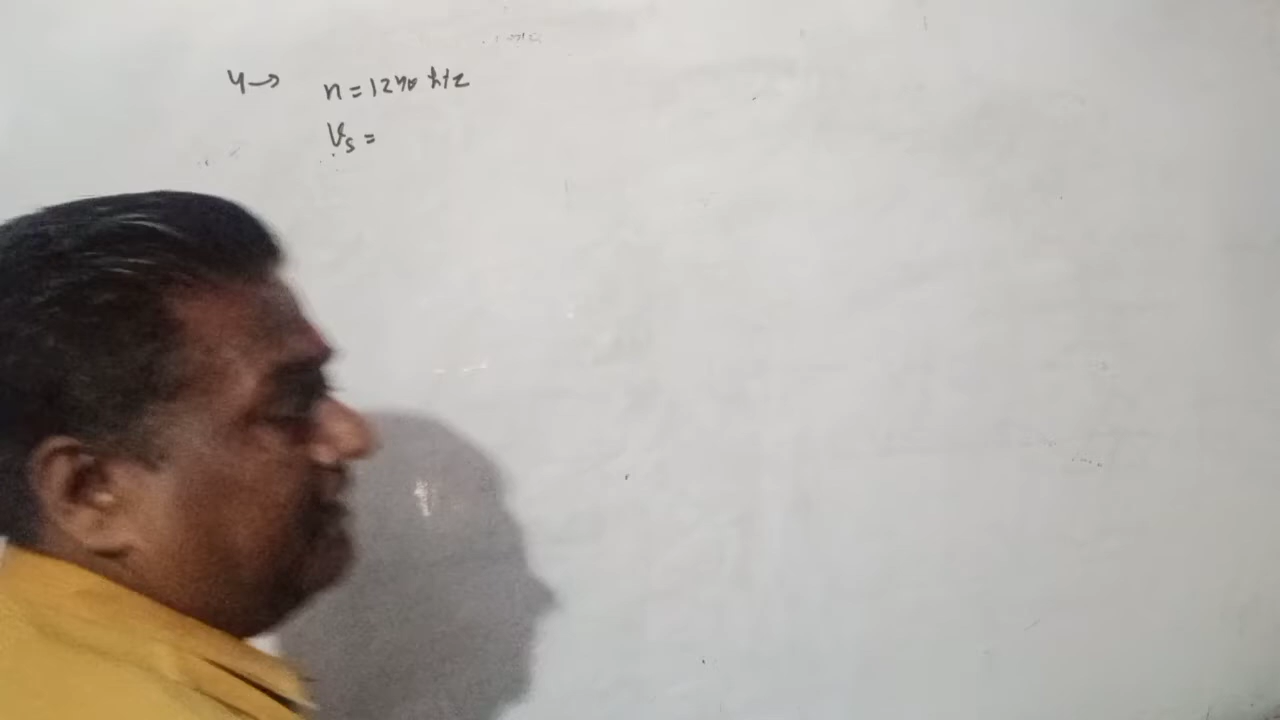 4→ n = 1240 Hz
Vs =